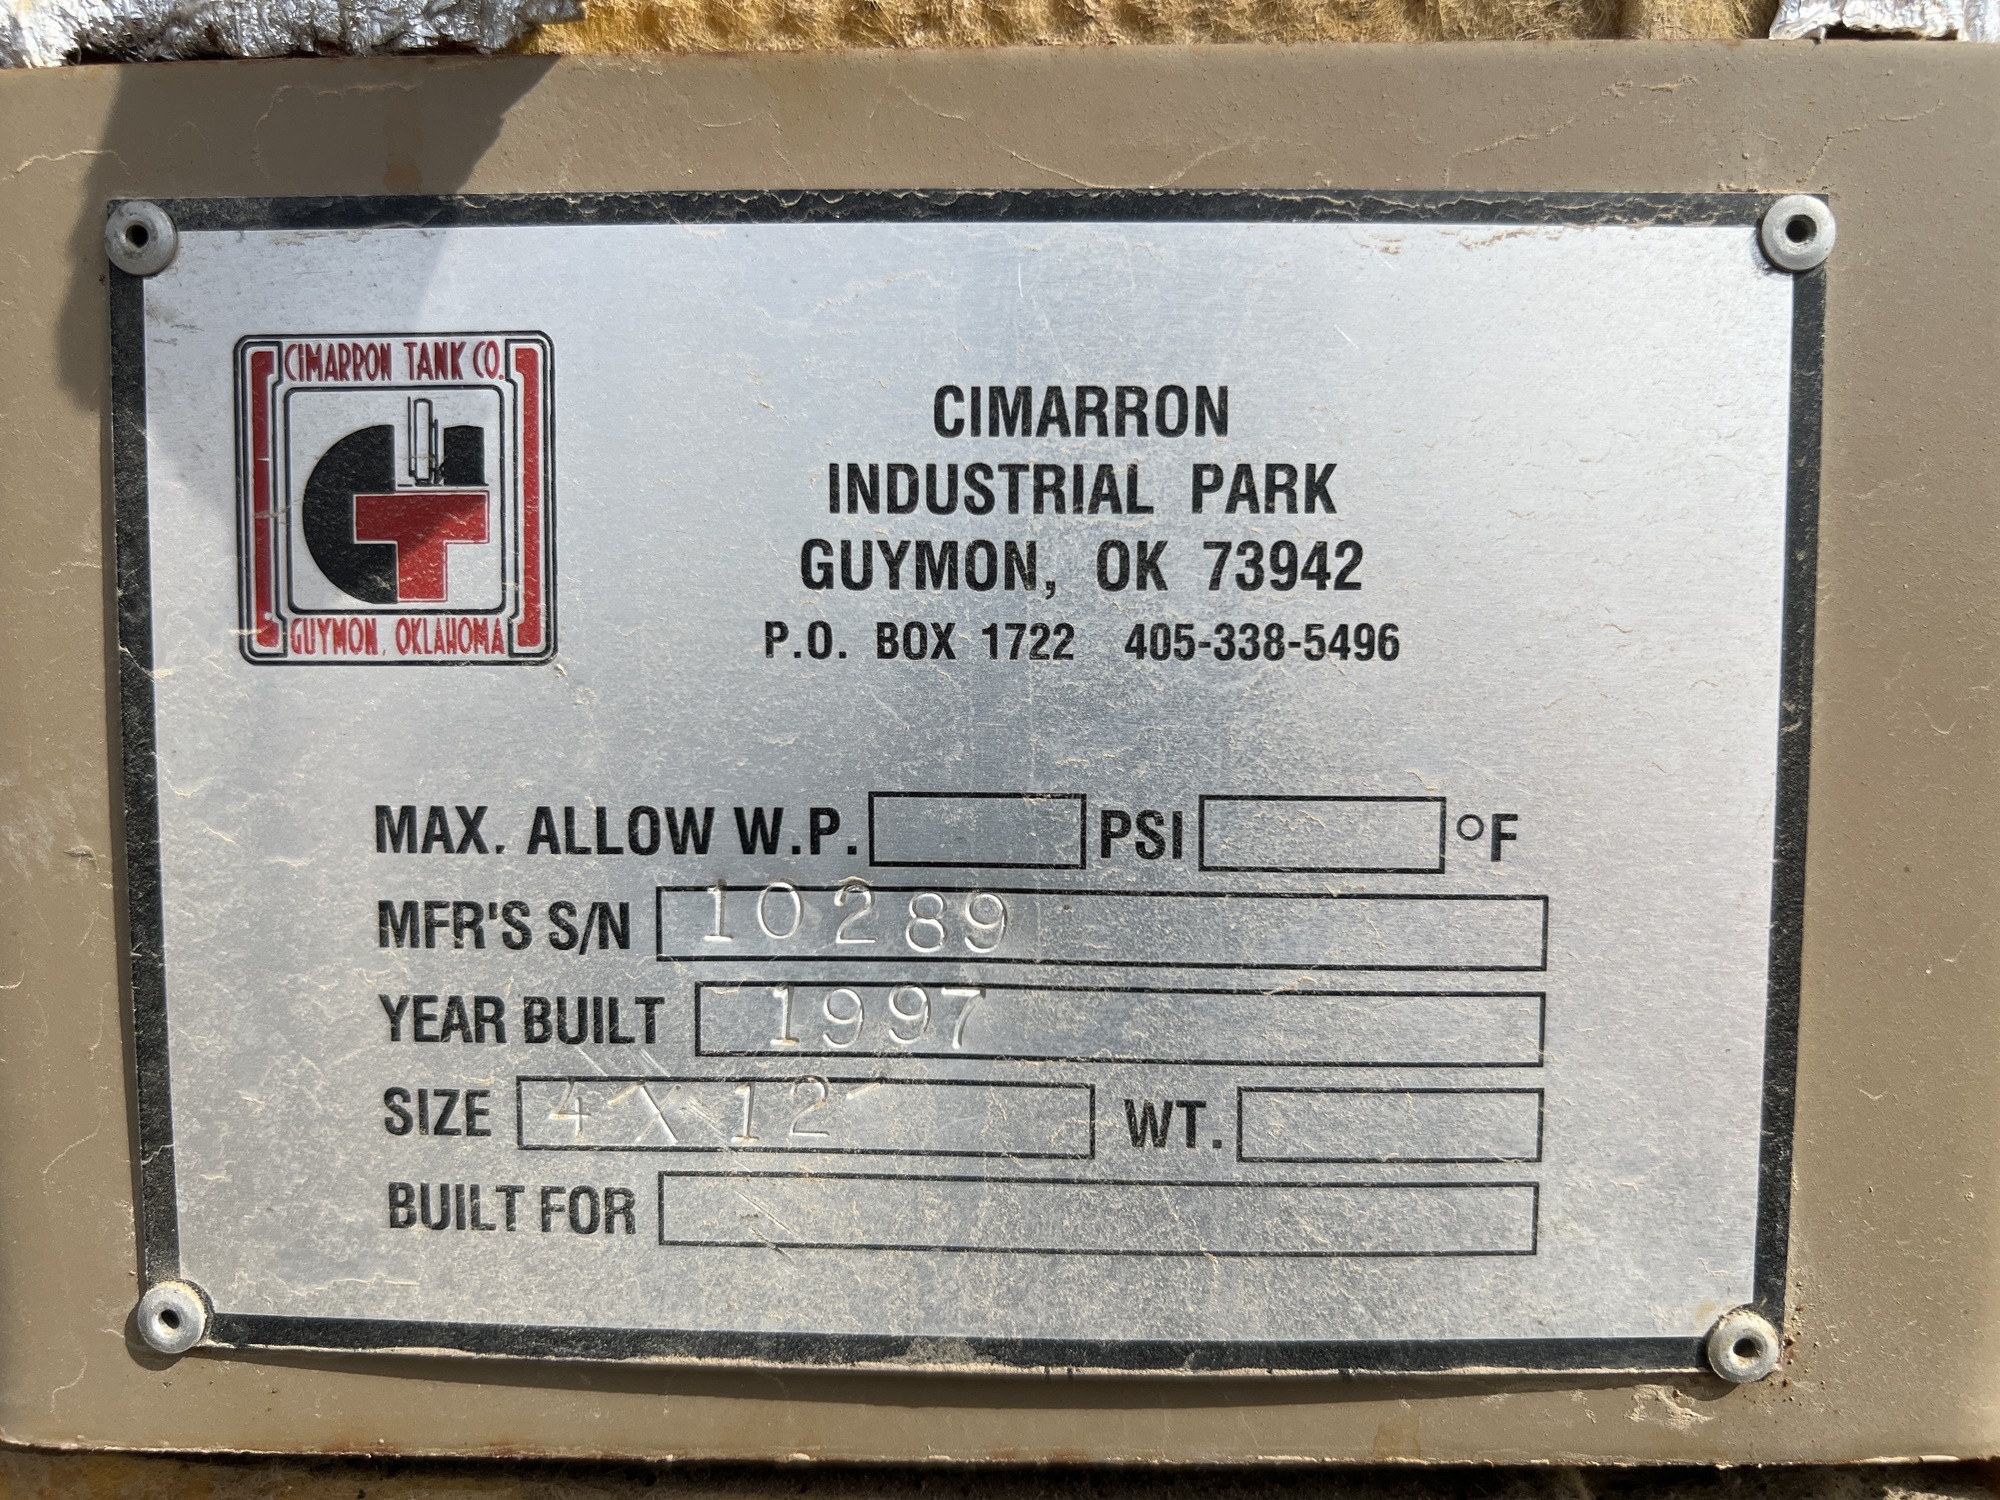 CIMARRON TANK CO.
GUYMON, OKLAHOMA
CIMARRON
INDUSTRIAL PARK
GUYMON, OK 73942
P.O. BOX 1722 405-338-5496
MAX. ALLOW W.P. PSI °F
MFR'S S/N 10289
YEAR BUILT 1997
SIZE 4 X 12 WT.
BUILT FOR